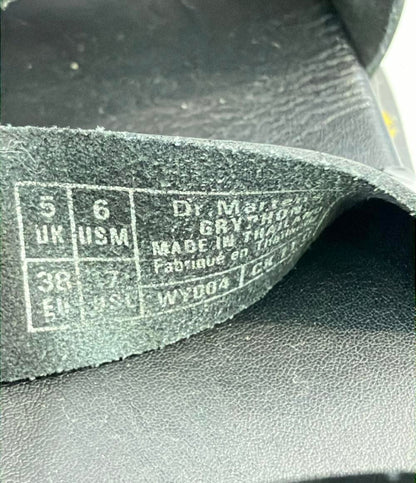 5 6 Dr. Martens
UK USM GRYPHON
MADE IN THAILAND
38 7 Fabriqué en Thaïlande
EU USL WY004